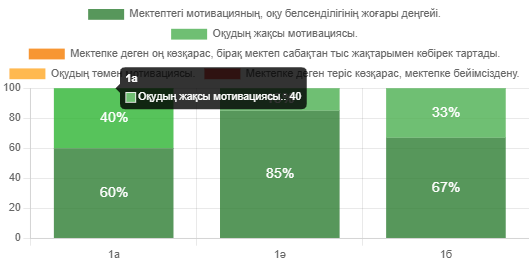 Мектептегі мотивацияның, оқу белсенділігінің жоғары деңгейі.
Оқудың жақсы мотивациясы.
Мектепке деген оң көзқарас, бірақ мектеп сабақтан тыс жақтарымен көбірек тартады.
Оқудың төмен мотивациясы. Мектепке деген теріс көзқарас, мектепке бейімсіздену.
1а
Оқудың жақсы мотивациясы.: 40
100
80
60
40
20
0
40% 33%
60% 85% 67%
1а 1ә 1б